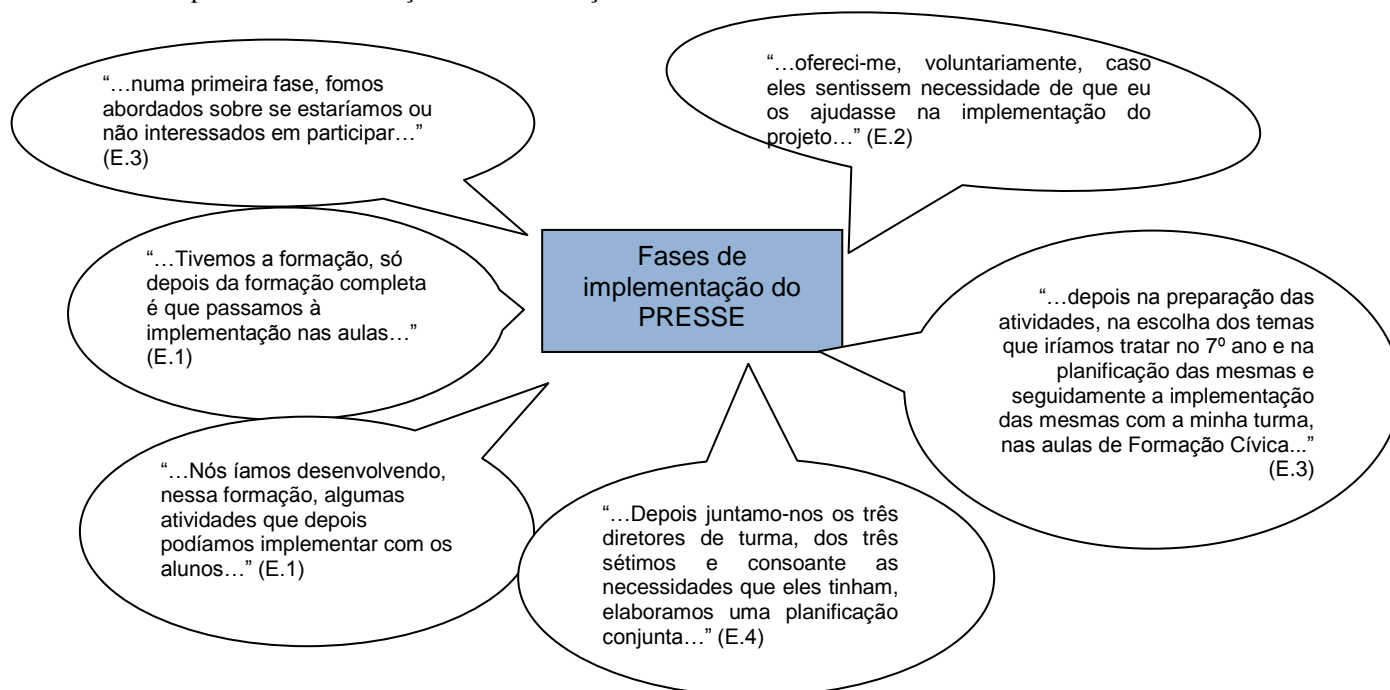 “…numa primeira fase, fomos
abordados sobre se estaríamos ou
não interessados em participar…”
(E.3)
“…ofereci-me, voluntariamente, caso
eles sentissem necessidade de que eu
os ajudasse na implementação do
projeto…” (E.2)
“…Tivemos a formação, só
depois da formação completa
é que passamos à
implementação nas aulas…”
(E.1)
Fases de
implementação do
PRESSE
“…depois na preparação das
atividades, na escolha dos temas
que iríamos tratar no 7º ano e na
planificação das mesmas e
seguidamente a implementação
das mesmas com a minha turma,
nas aulas de Formação Cívica...”
(E.3)
“…Nós íamos desenvolvendo,
nessa formação, algumas
atividades que depois
podíamos implementar com os
alunos…” (E.1)
“…Depois juntamo-nos os três
diretores de turma, dos três
sétimos e consoante as
necessidades que eles tinham,
elaboramos uma planificação
conjunta…” (E.4)